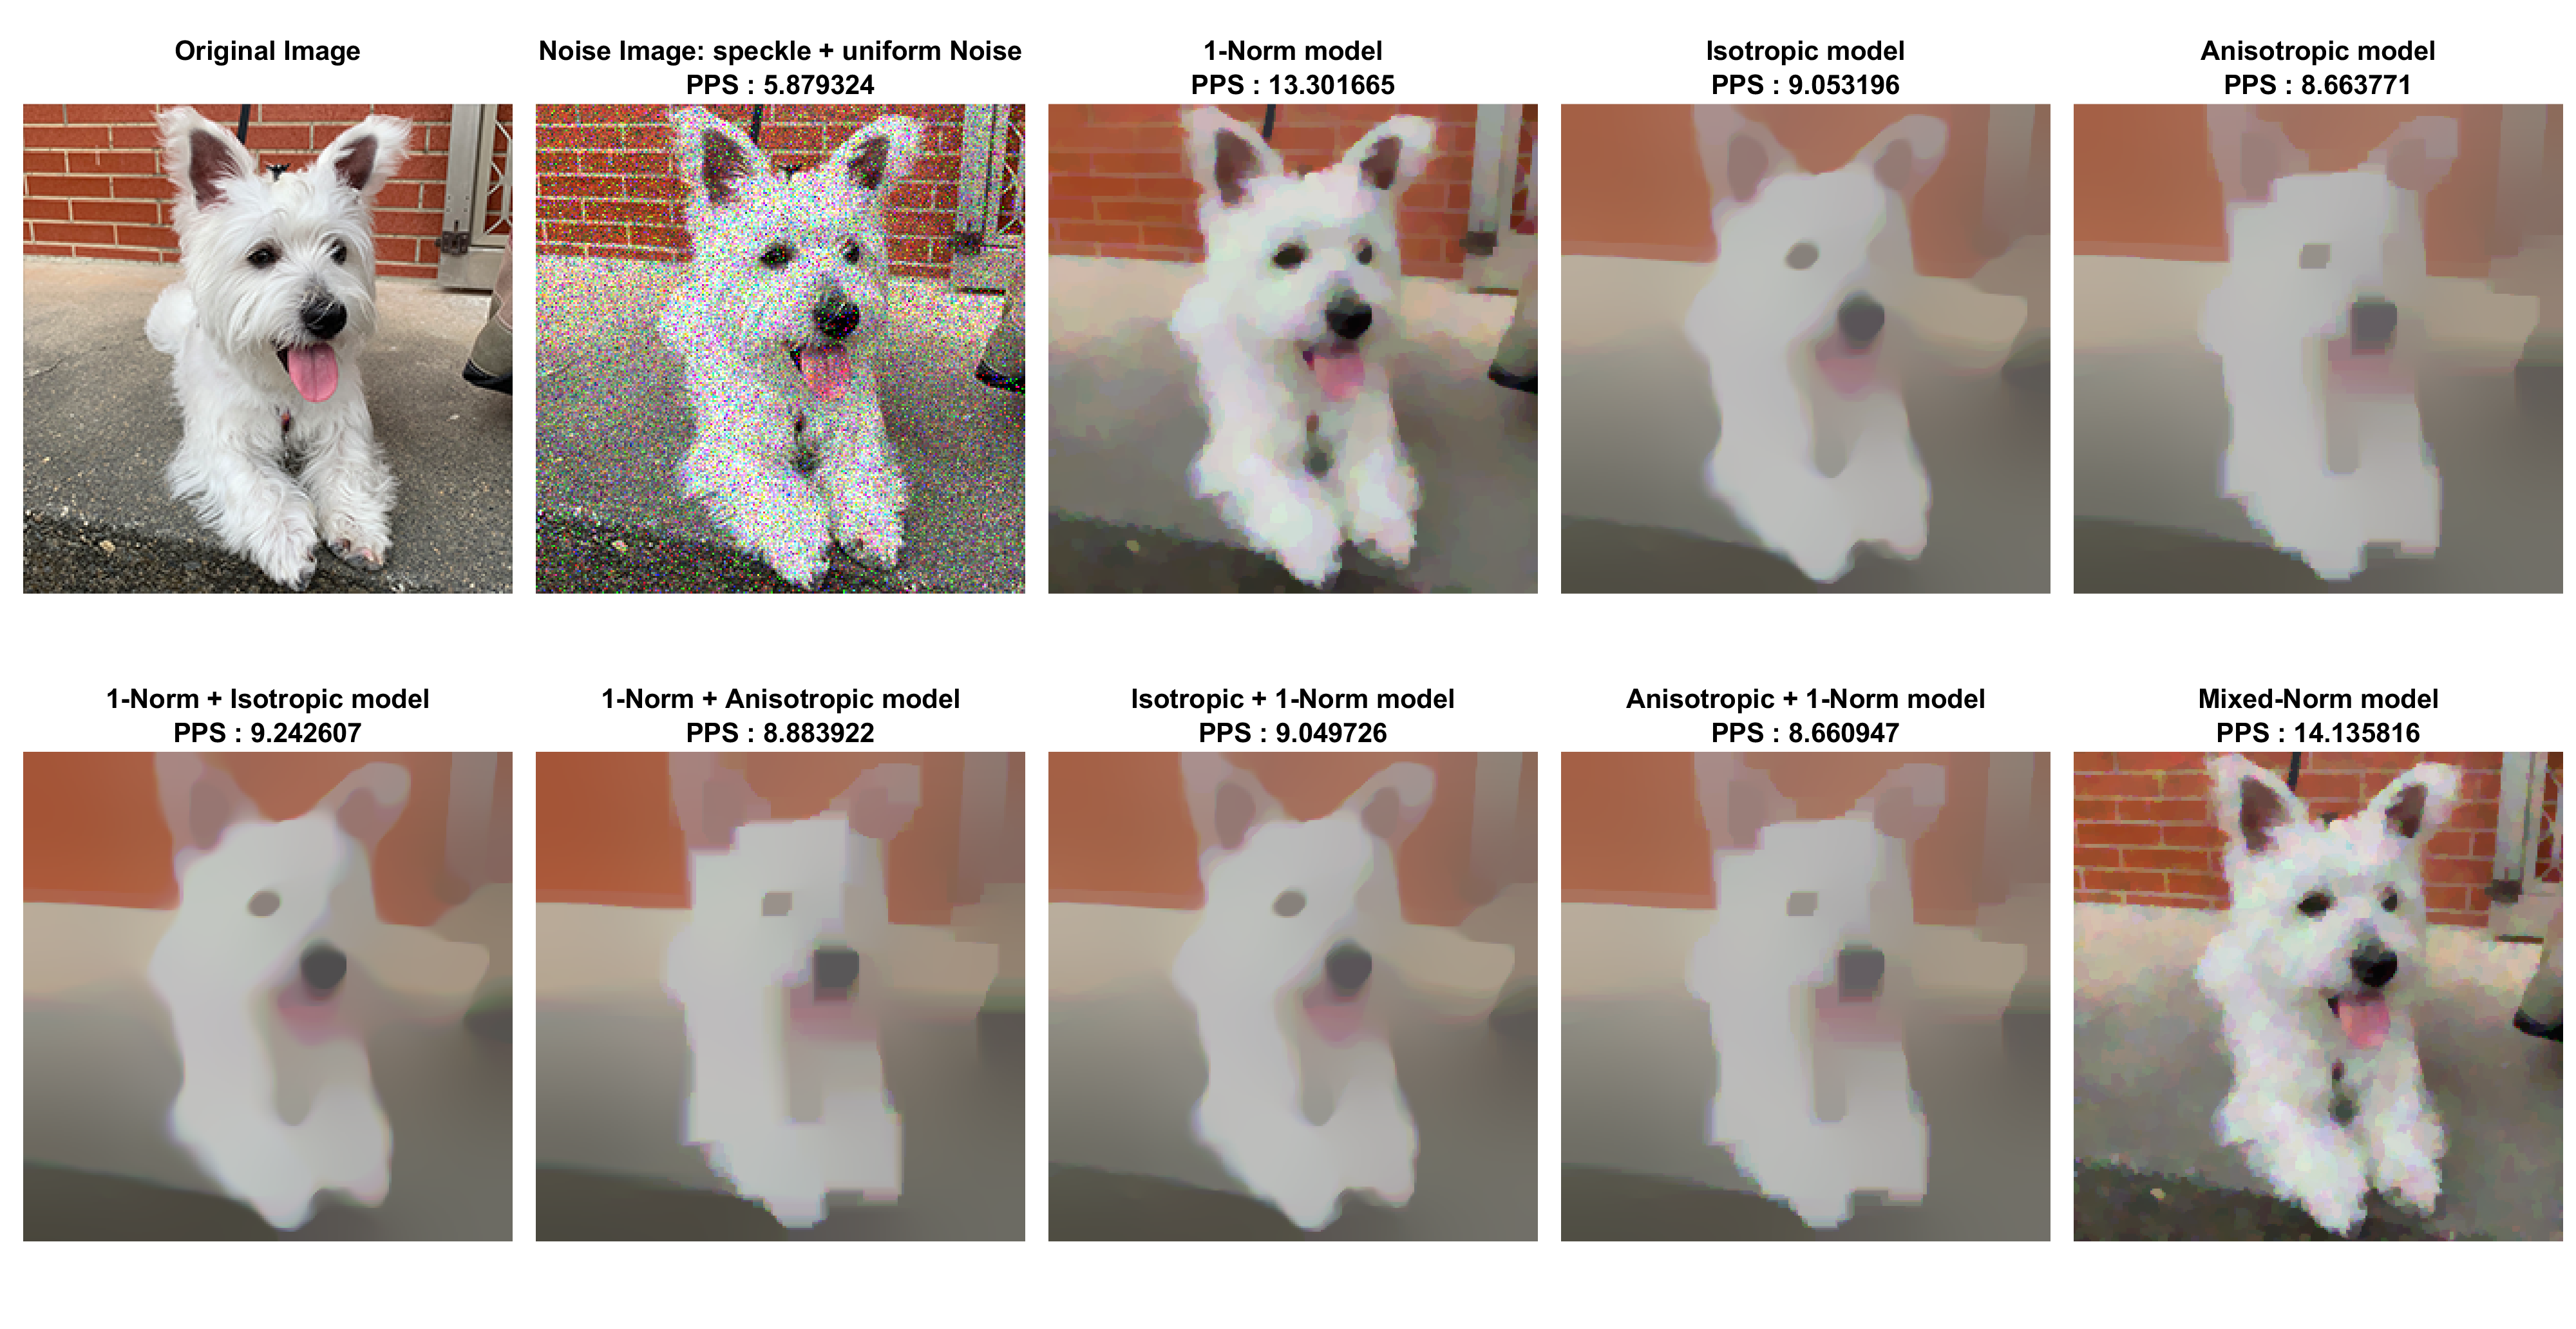 Original Image
Noise Image: speckle + uniform Noise
PPS : 5.879324
1-Norm model
PPS : 13.301665
Isotropic model
PPS : 9.053196
Anisotropic model
PPS : 8.663771
1-Norm + Isotropic model
PPS : 9.242607
1-Norm + Anisotropic model
PPS : 8.883922
Isotropic + 1-Norm model
PPS : 9.049726
Anisotropic + 1-Norm model
PPS : 8.660947
Mixed-Norm model
PPS : 14.135816